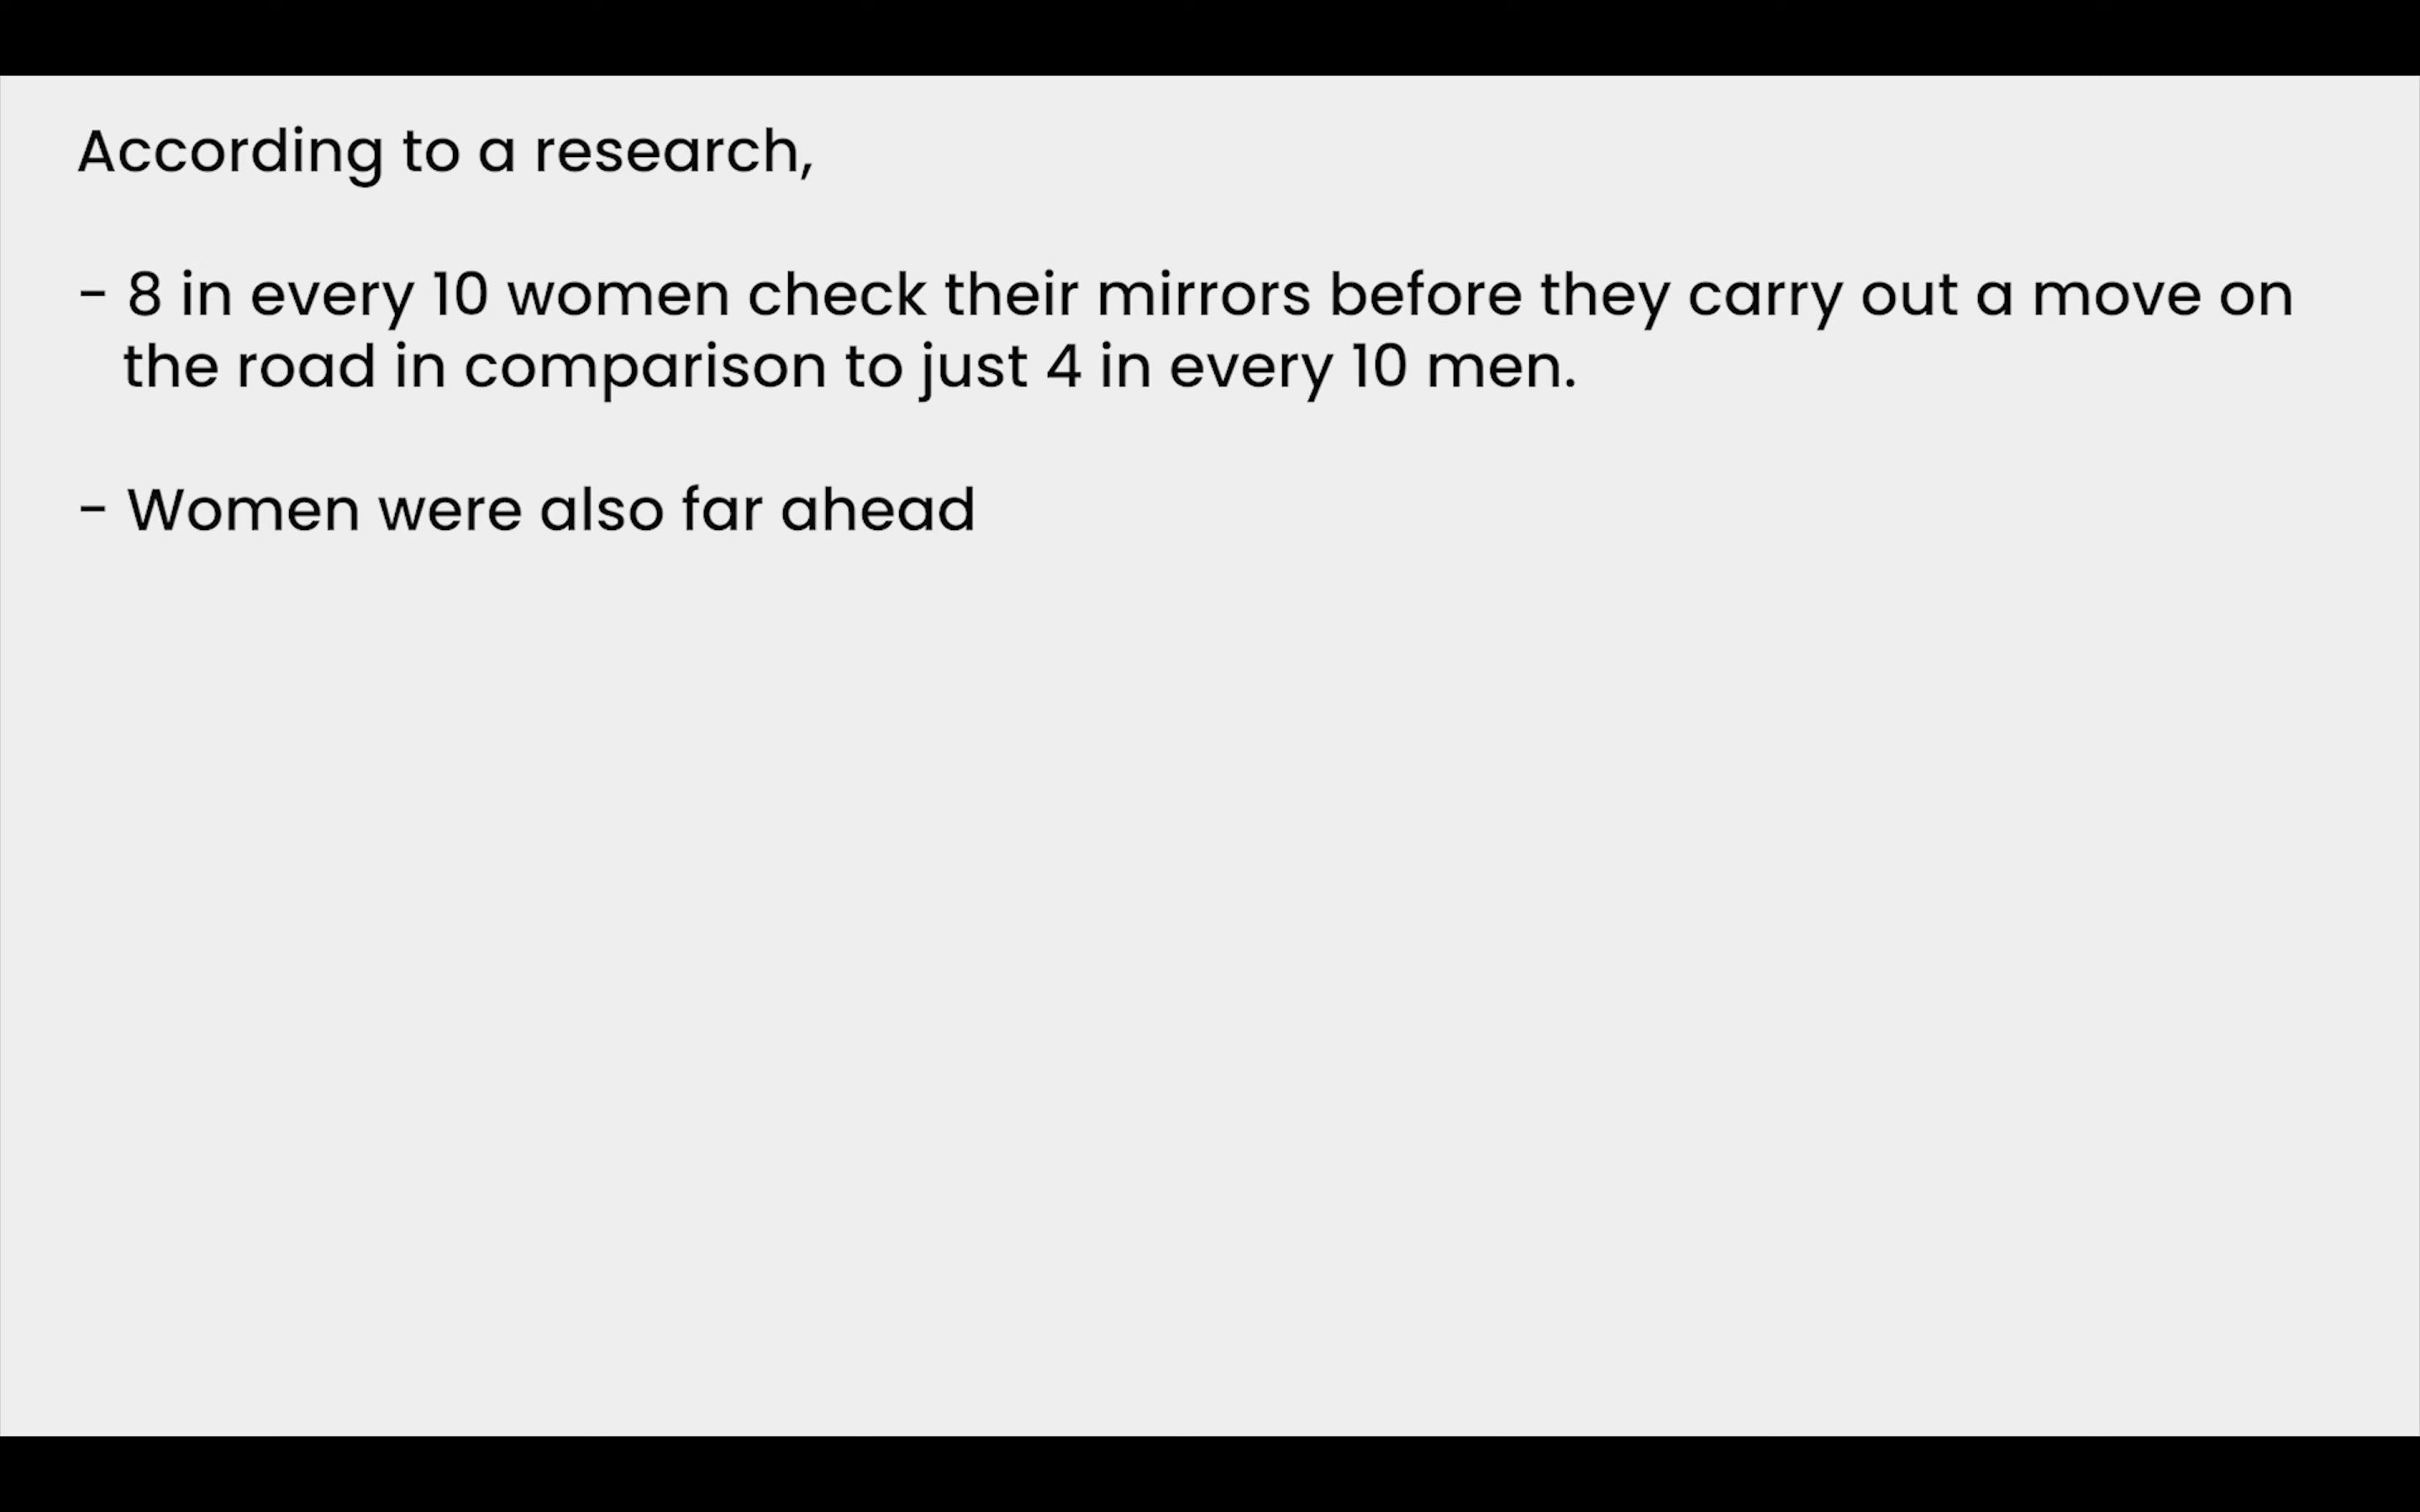 According to a research,
- 8 in every 10 women check their mirrors before they carry out a move on
the road in comparison to just 4 in every 10 men.
- Women were also far ahead